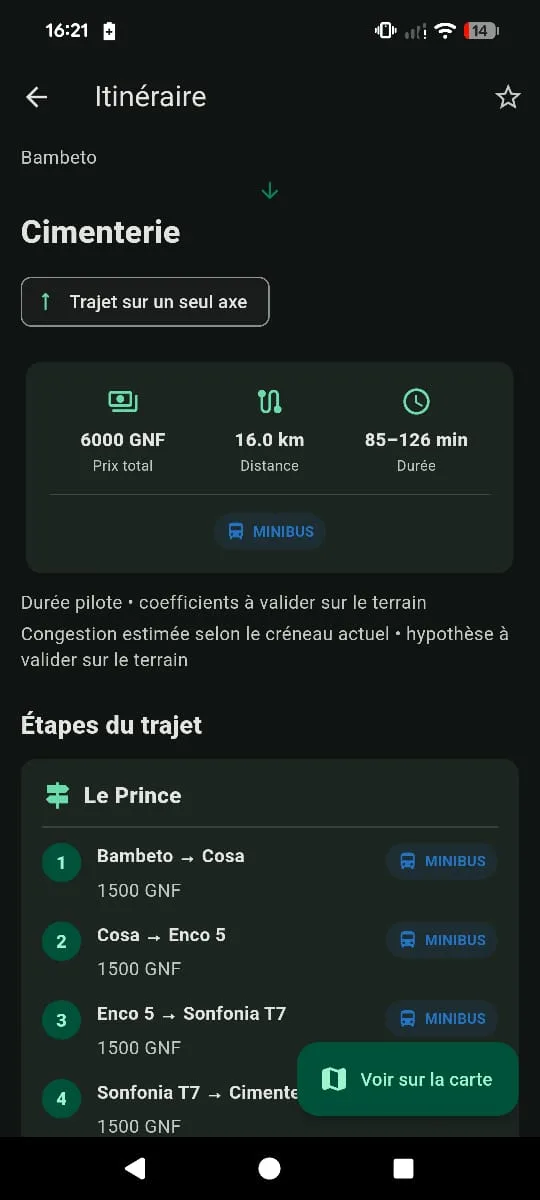 16:21
14
Itinéraire
Bambeto
Cimenterie
Trajet sur un seul axe
6000 GNF
Prix total
16.0 km
Distance
85–126 min
Durée
MINIBUS
Durée pilote • coefficients à valider sur le terrain
Congestion estimée selon le créneau actuel • hypothèse à
valider sur le terrain
Étapes du trajet
Le Prince
1
Bambeto → Cosa
MINIBUS
1500 GNF
2
Cosa → Enco 5
MINIBUS
1500 GNF
3
Enco 5 → Sonfonia T7
MINIBUS
1500 GNF
4
Sonfonia T7 → Cimente
1500 GNF
Voir sur la carte